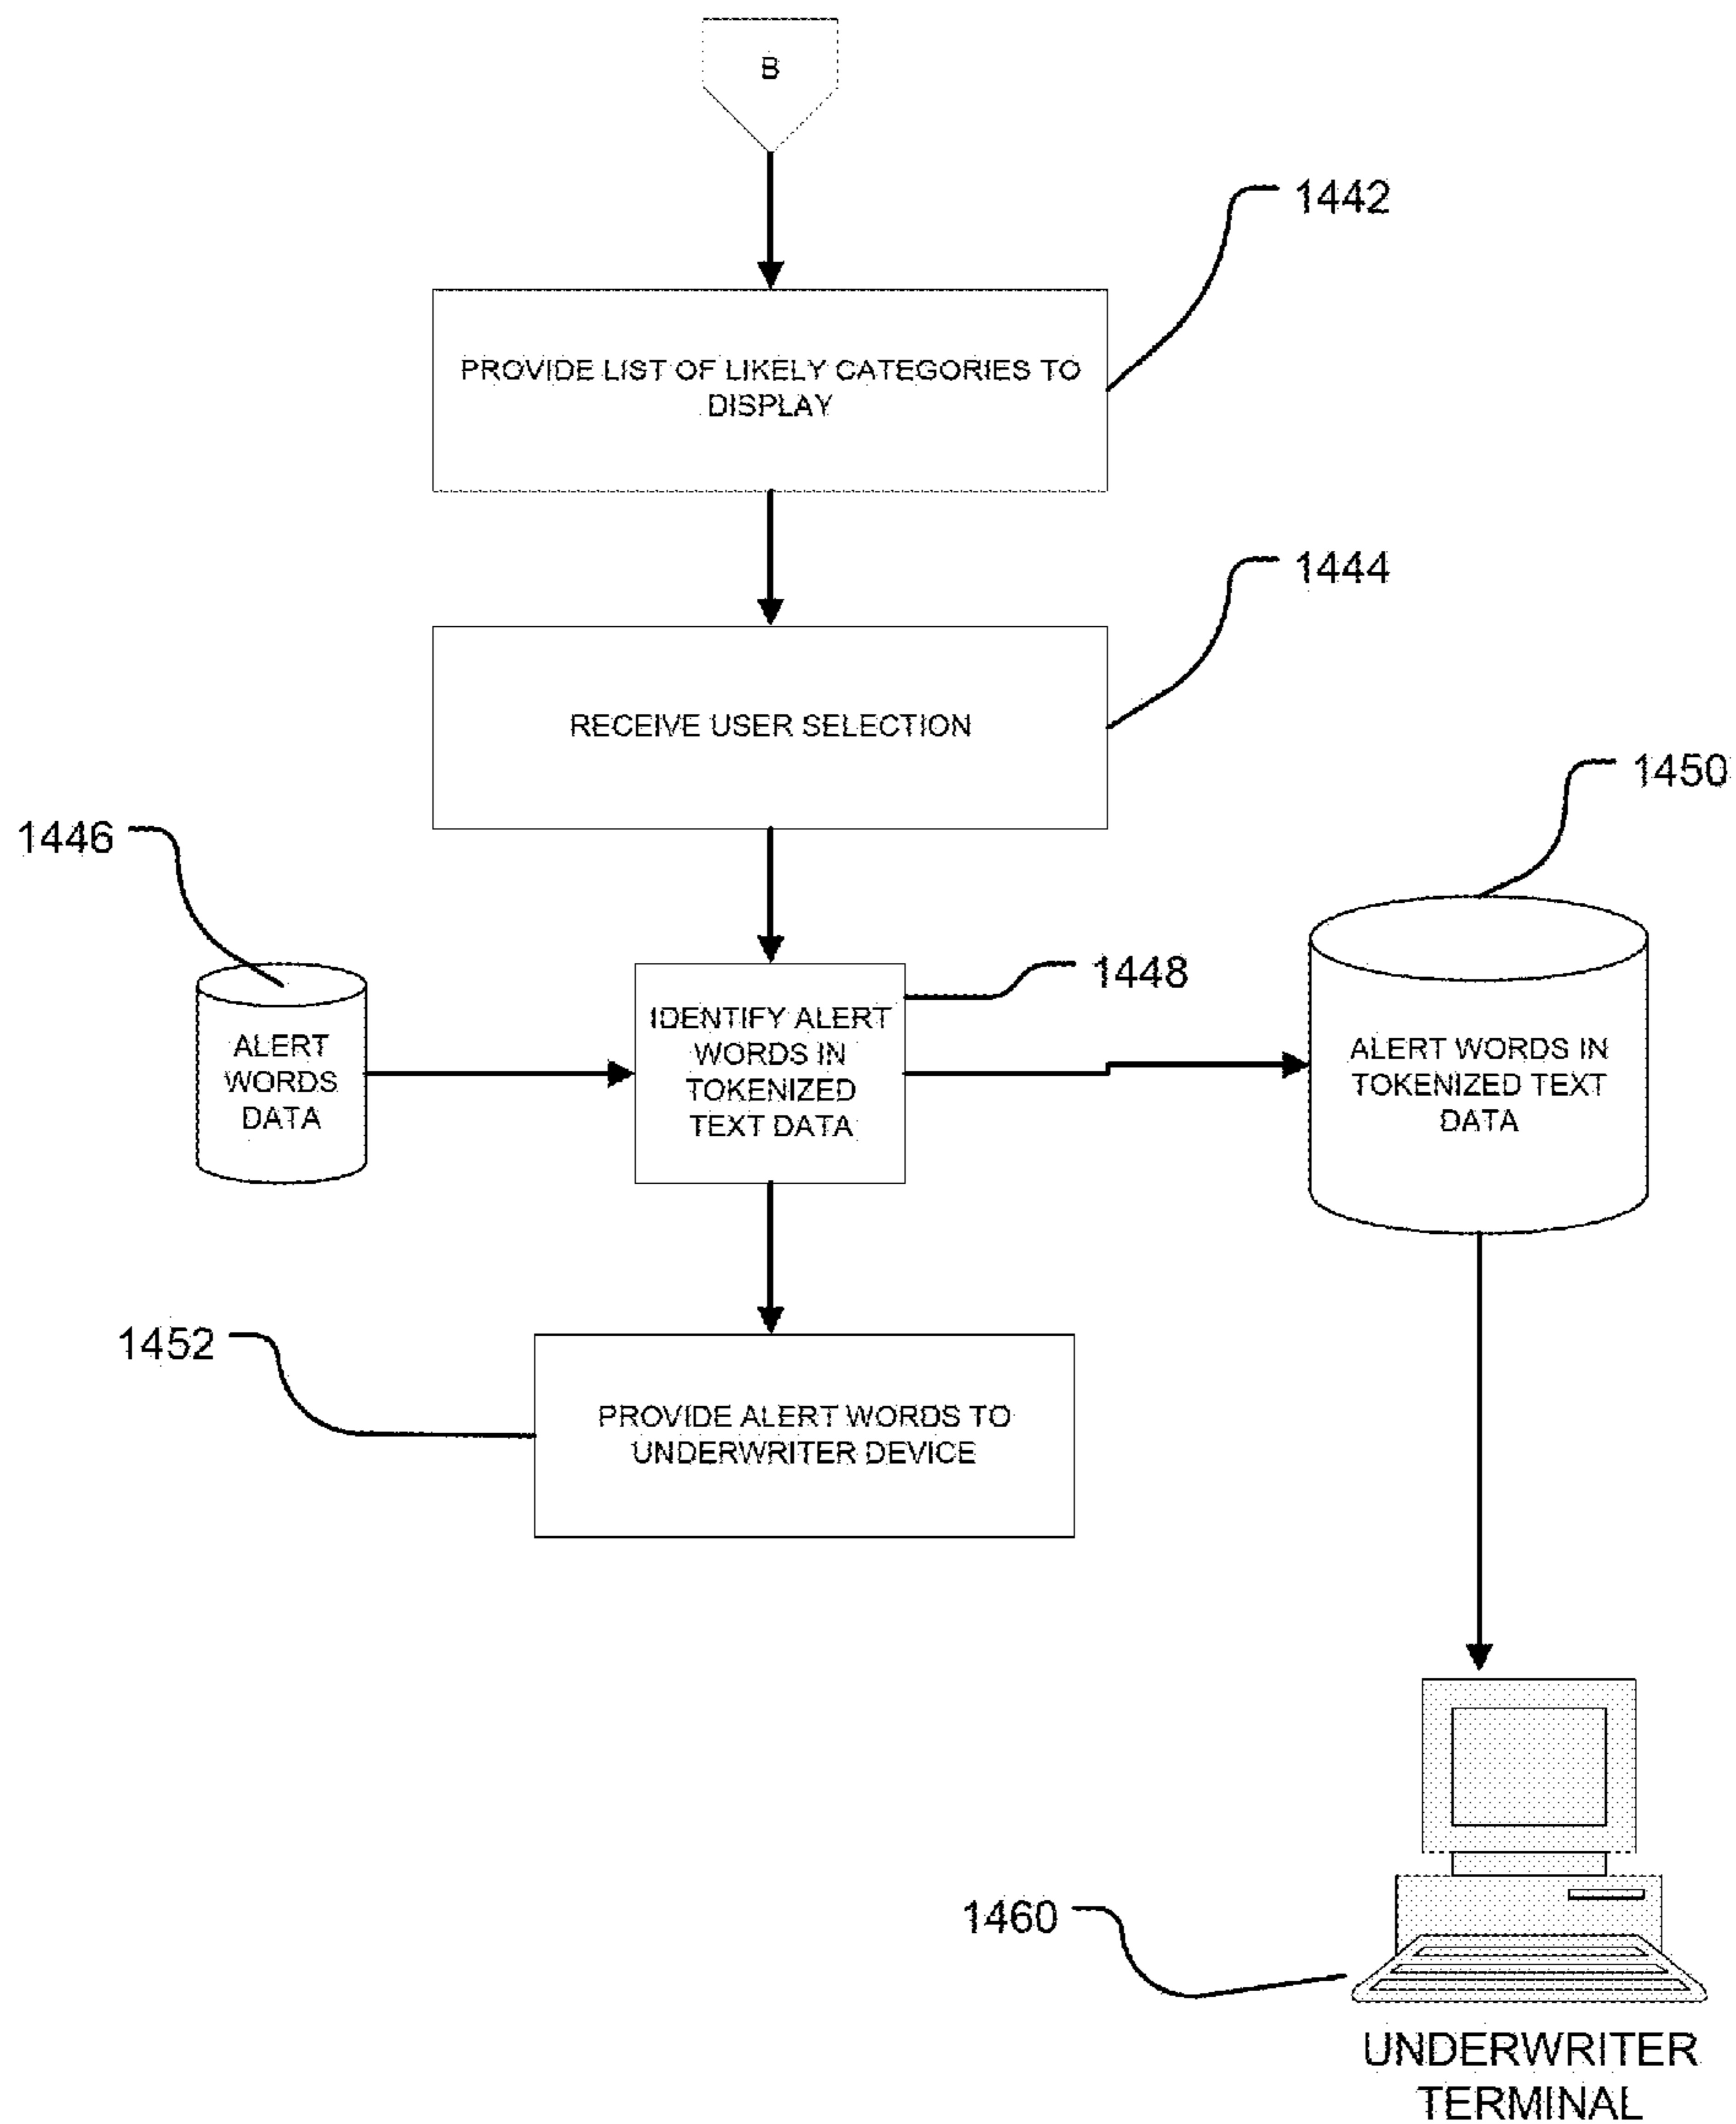 B
1442
PROVIDE LIST OF LIKELY CATEGORIES TO
DISPLAY
1444
RECEIVE USER SELECTION
1446
1450
1448
ALERT
WORDS
DATA
IDENTIFY ALERT
WORDS IN
TOKENIZED
TEXT DATA
ALERT WORDS IN
TOKENIZED TEXT
DATA
1452
PROVIDE ALERT WORDS TO
UNDERWRITER DEVICE
1460
UNDERWRITER
TERMINAL